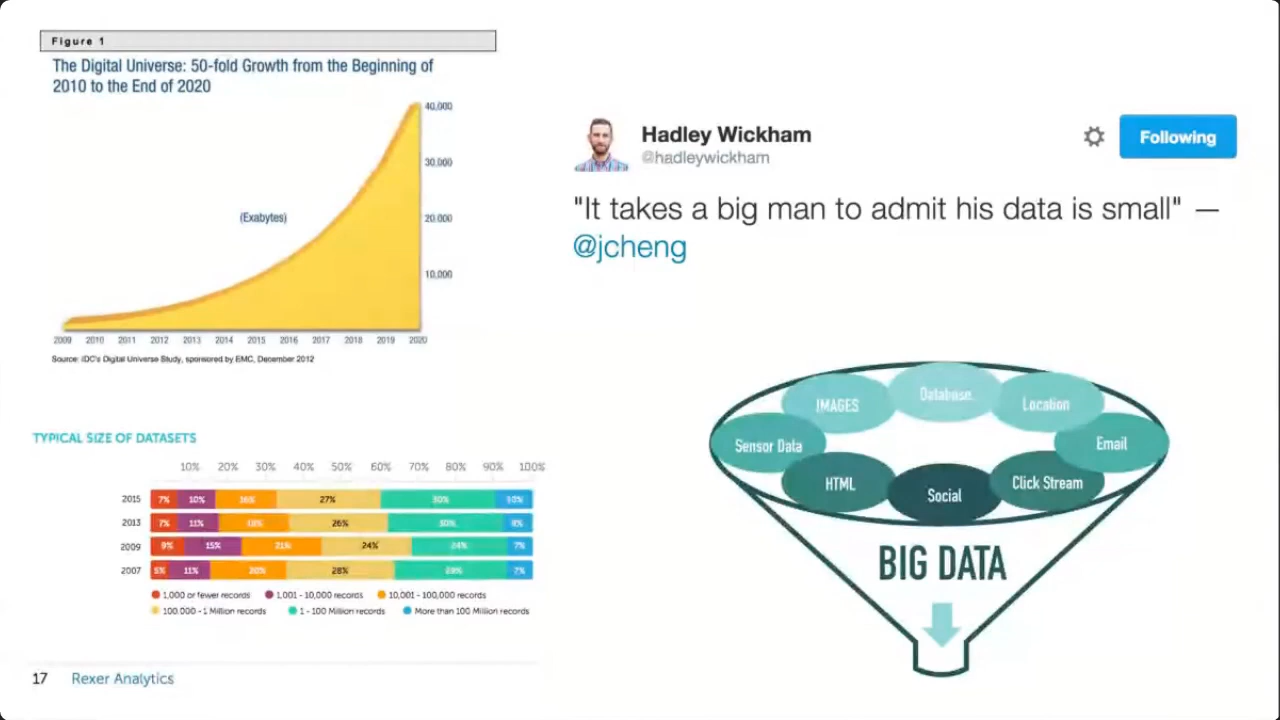 Figure 1
The Digital Universe: 50-fold Growth from the Beginning of
2010 to the End of 2020
40,000
30,000
(Exabytes)
20,000
10,000
2009 2010 2011 2012 2013 2014 2015 2016 2017 2018 2019 2020
Source: IDC's Digital Universe Study, sponsored by EMC, December 2012
TYPICAL SIZE OF DATASETS
10% 20% 30% 40% 50% 60% 70% 80% 90% 100%
2015 7% 10% 16% 27% 30% 10%
2013 7% 11% 26% 30%
2009 9% 15% 21% 24% 24% 7%
2007 5% 11% 20% 28% 7%
1,000 or fewer records 1,001 - 10,000 records 10,001 - 100,000 records
100,000 - 1 Million records 1 - 100 Million records More than 100 Million records
17 Rexer Analytics
Hadley Wickham
@hadleywickham
Following
"It takes a big man to admit his data is small" —
@jcheng
IMAGES Database Location
Sensor Data Email
HTML Social Click Stream
BIG DATA